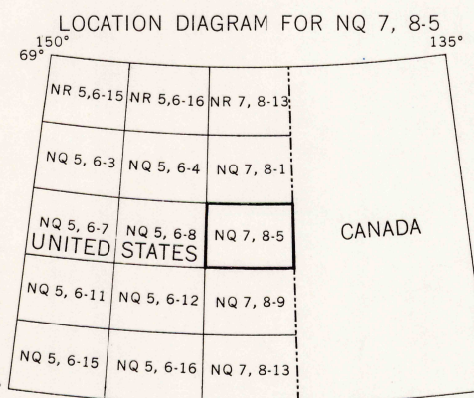 LOCATION DIAGRAM FOR NQ 7, 8-5
150° 135°
69°
NR 5,6-15 NR 5,6-16 NR 7, 8-13
NQ 5, 6-3 NQ 5, 6-4 NQ 7, 8-1
NQ 5, 6-7 NQ 5, 6-8 NQ 7, 8-5 CANADA
UNITED STATES
NQ 5, 6-11 NQ 5, 6-12 NQ 7, 8-9
NQ 5, 6-15 NQ 5, 6-16 NQ 7, 8-13